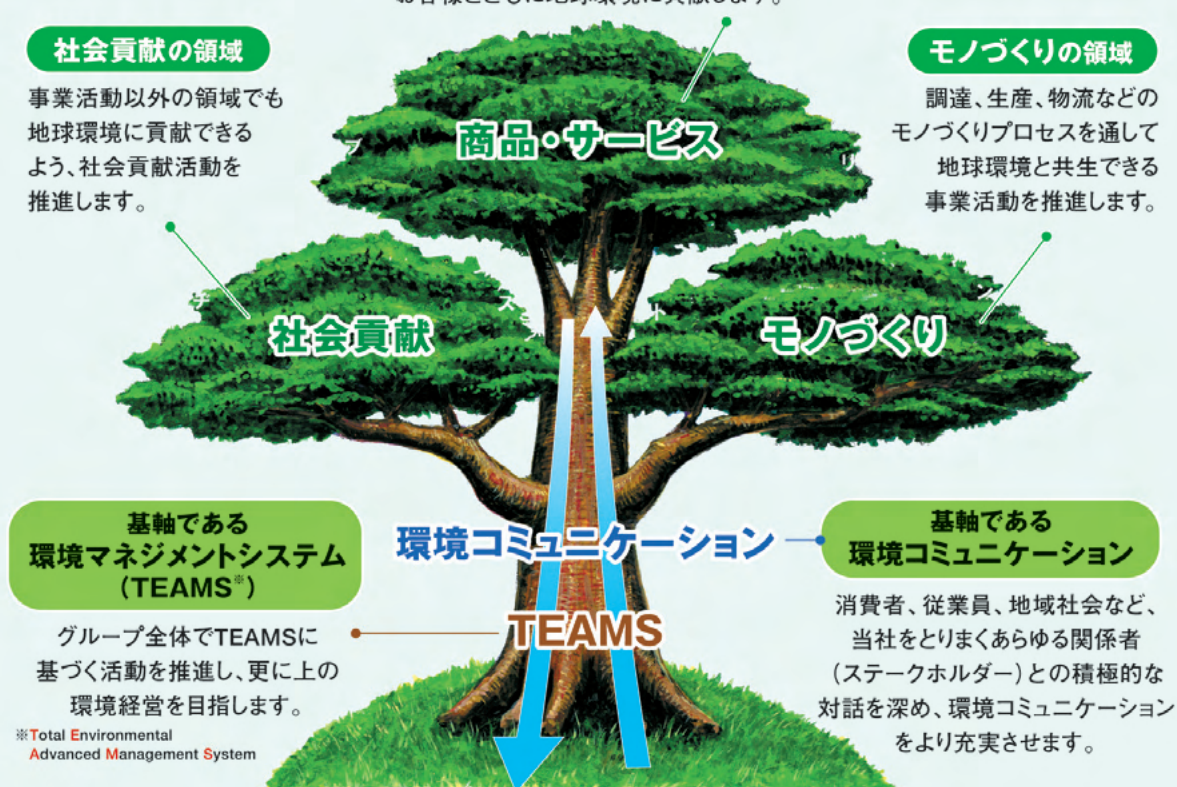 社会貢献の領域
事業活動以外の領域でも
地球環境に貢献できる
よう、社会貢献活動を
推進します。
モノづくりの領域
調達、生産、物流などの
モノづくりプロセスを通して
地球環境と共生できる
事業活動を推進します。
商品・サービス
社会貢献
モノづくり
チ
ス
ト
基軸である
環境マネジメントシステム
(TEAMS※)
グループ全体でTEAMSに
基づく活動を推進し、更に上の
環境経営を目指します。
※Total Environmental
Advanced Management System
環境コミュニケーション
TEAMS
基軸である
環境コミュニケーション
消費者、従業員、地域社会など、
当社をとりまくあらゆる関係者
(ステークホルダー)との積極的な
対話を深め、環境コミュニケーション
をより充実させます。